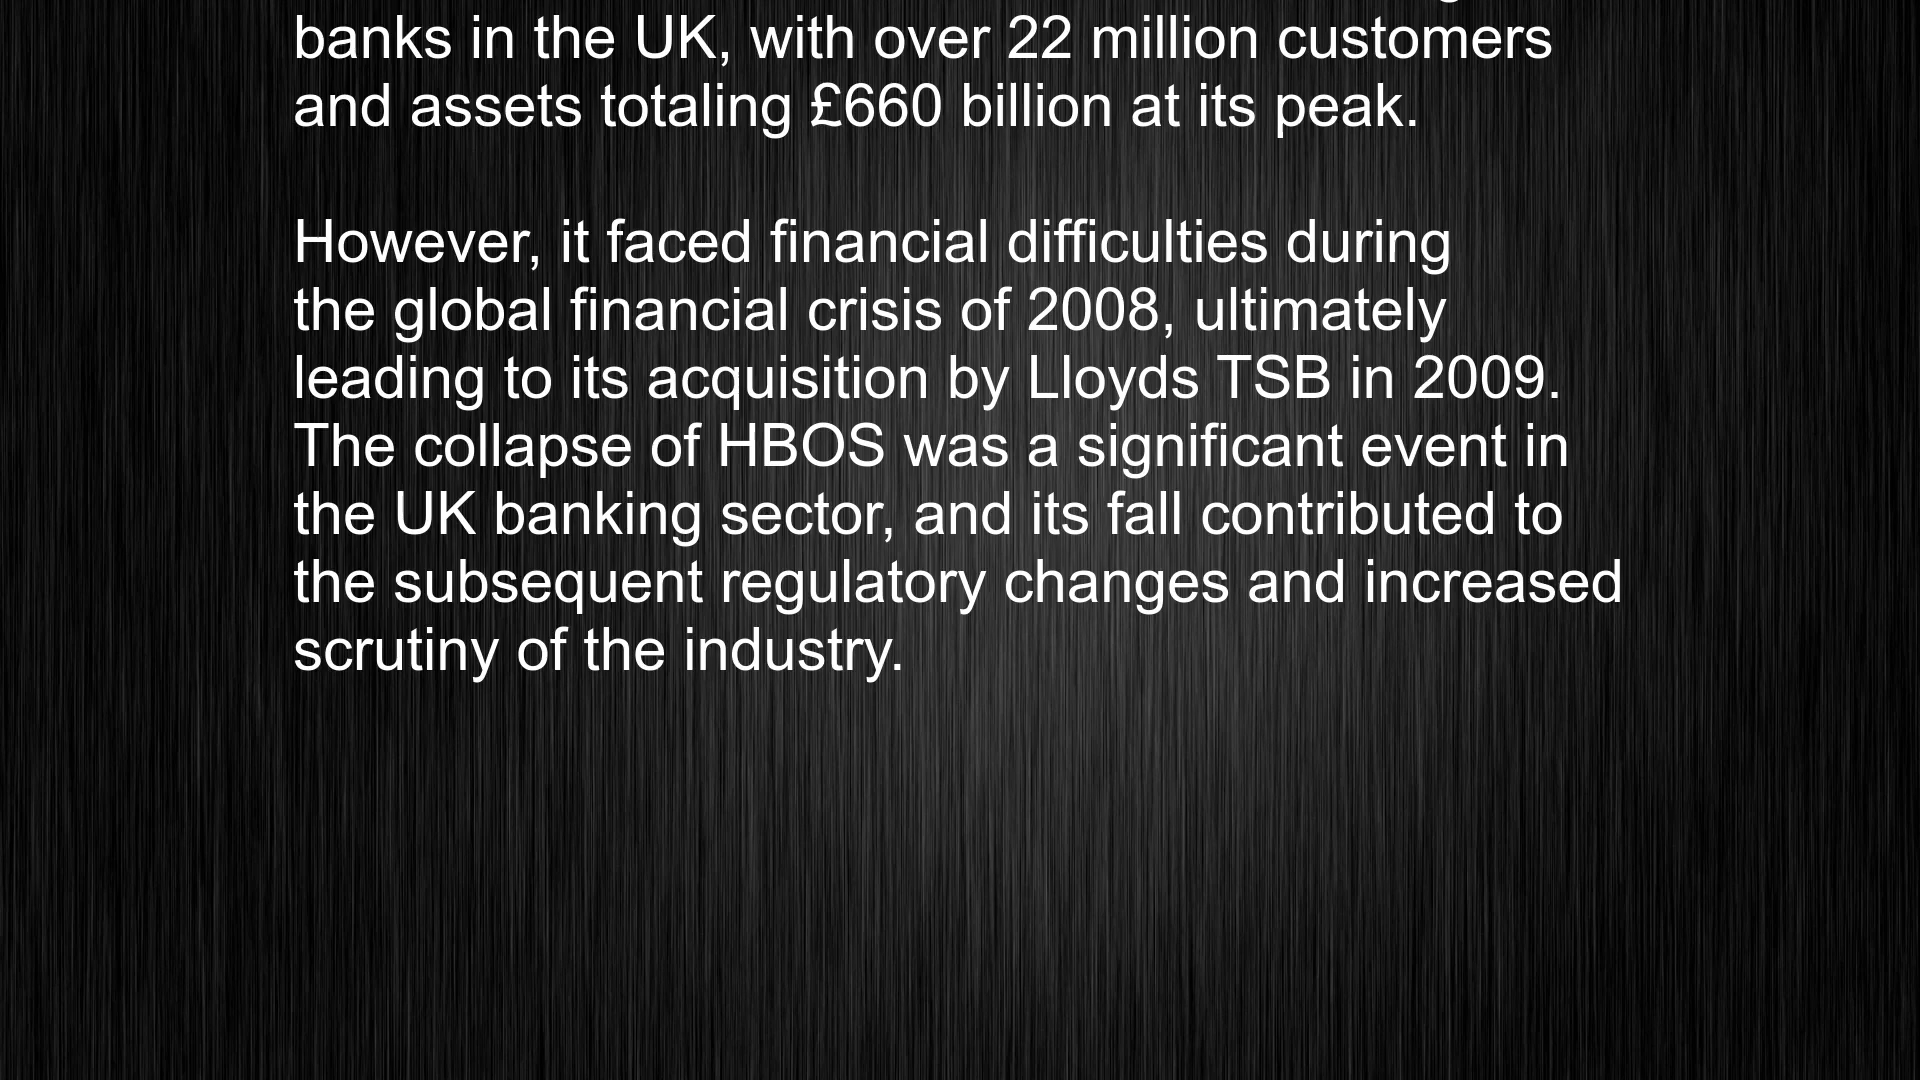 banks in the UK, with over 22 million customers
and assets totaling £660 billion at its peak.
However, it faced financial difficulties during
the global financial crisis of 2008, ultimately
leading to its acquisition by Lloyds TSB in 2009.
The collapse of HBOS was a significant event in
the UK banking sector, and its fall contributed to
the subsequent regulatory changes and increased
scrutiny of the industry.